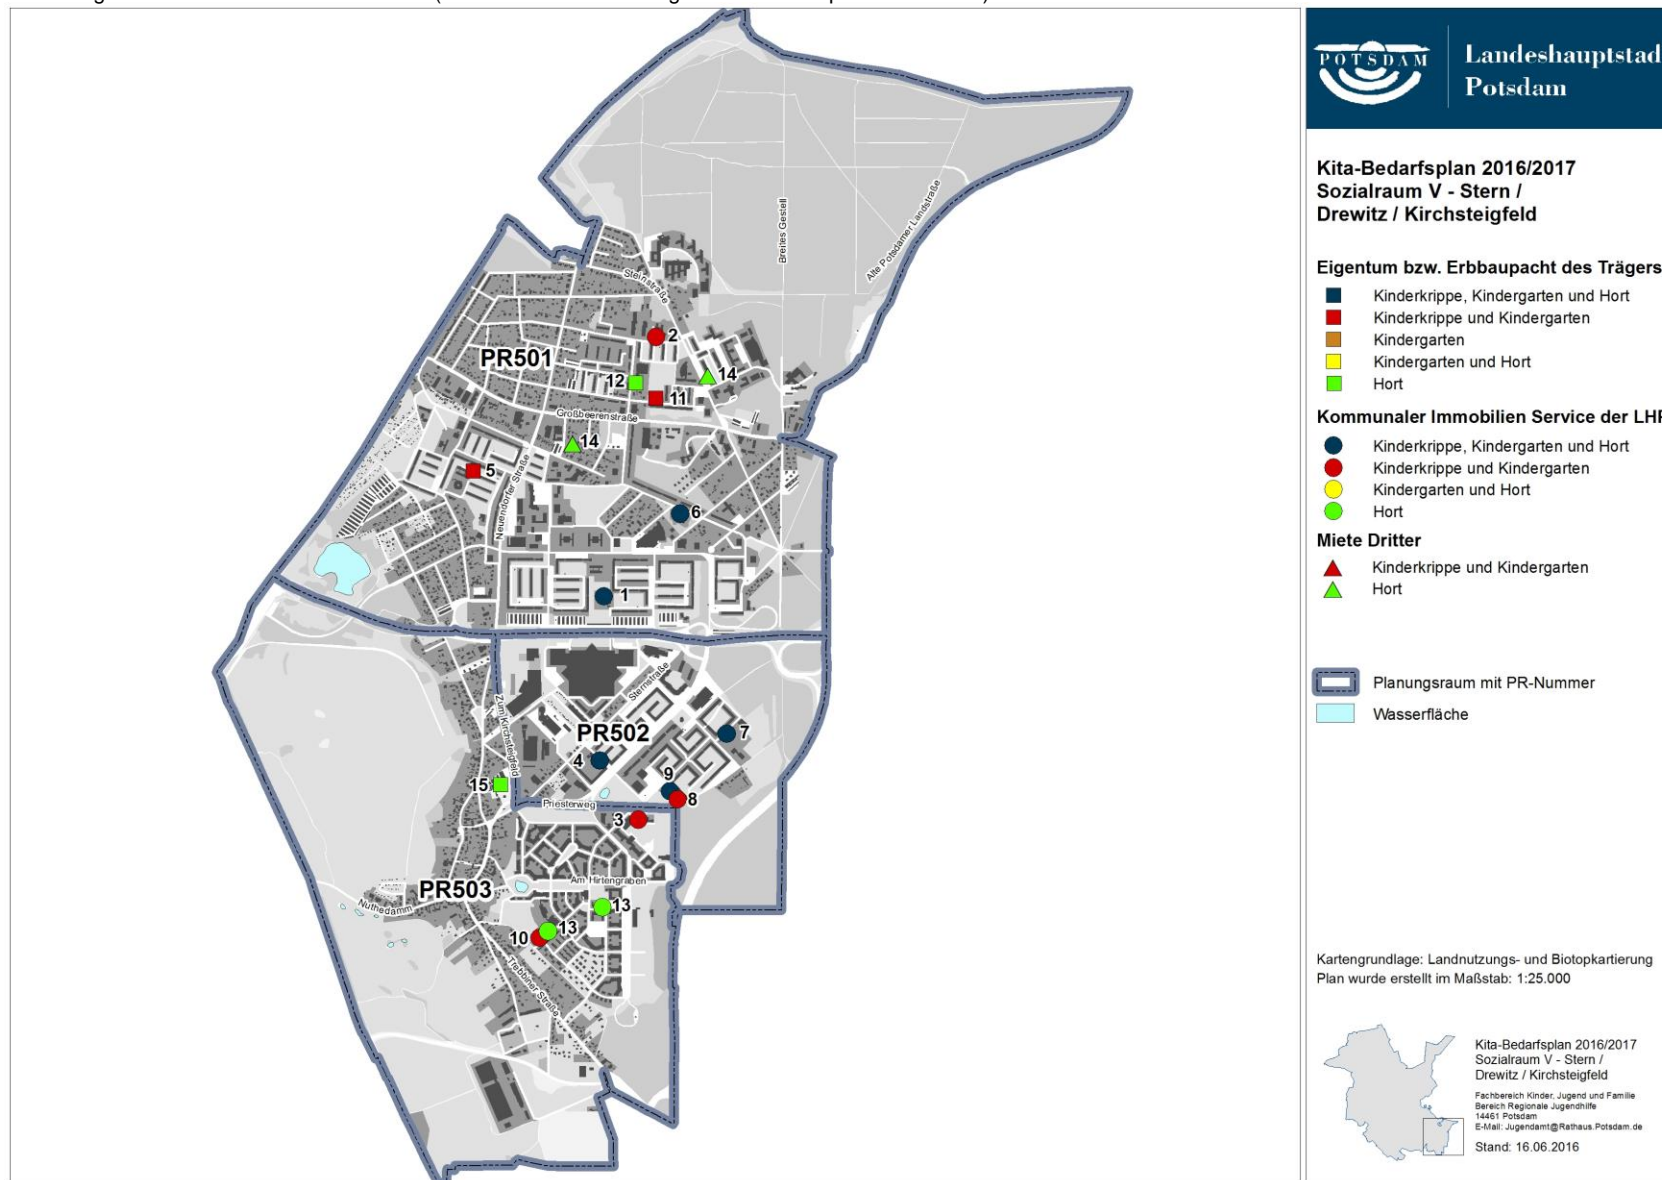 POTSDAM
Landeshauptstad
Potsdam
Kita-Bedarfsplan 2016/2017
Sozialraum V - Stern /
Drewitz / Kirchsteigfeld
Eigentum bzw. Erbbaupacht des Trägers
Kinderkrippe, Kindergarten und Hort
Kinderkrippe und Kindergarten
Kindergarten
Kindergarten und Hort
Hort
Kommunaler Immobilien Service der LHP
Kinderkrippe, Kindergarten und Hort
Kinderkrippe und Kindergarten
Kindergarten und Hort
Hort
Miete Dritter
Kinderkrippe und Kindergarten
Hort
Planungsraum mit PR-Nummer
Wasserfläche
Kartengrundlage: Landnutzungs- und Biotopkartierung
Plan wurde erstellt im Maßstab: 1:25.000
Kita-Bedarfsplan 2016/2017
Sozialraum V - Stern /
Drewitz / Kirchsteigfeld
Fachbereich Kinder, Jugend und Familie
Bereich Regionale Jugendhilfe
14461 Potsdam
E-Mail: Jugendamt@Rathaus.Potsdam.de
Stand: 16.06.2016
Breites Gestell
Alte Potsdamer Landstraße
Steinstraße
2
PR501
12
14
11
Großbeerenstraße
14
5
Neuendorfer Straße
6
1
Sternstraße
Zum Kirchsteigfeld
PR502
7
4
9
15
8
Priesterweg
3
Am Hirtengraben
PR503
Nuthedamm
13
13
10
Trebbiner Straße